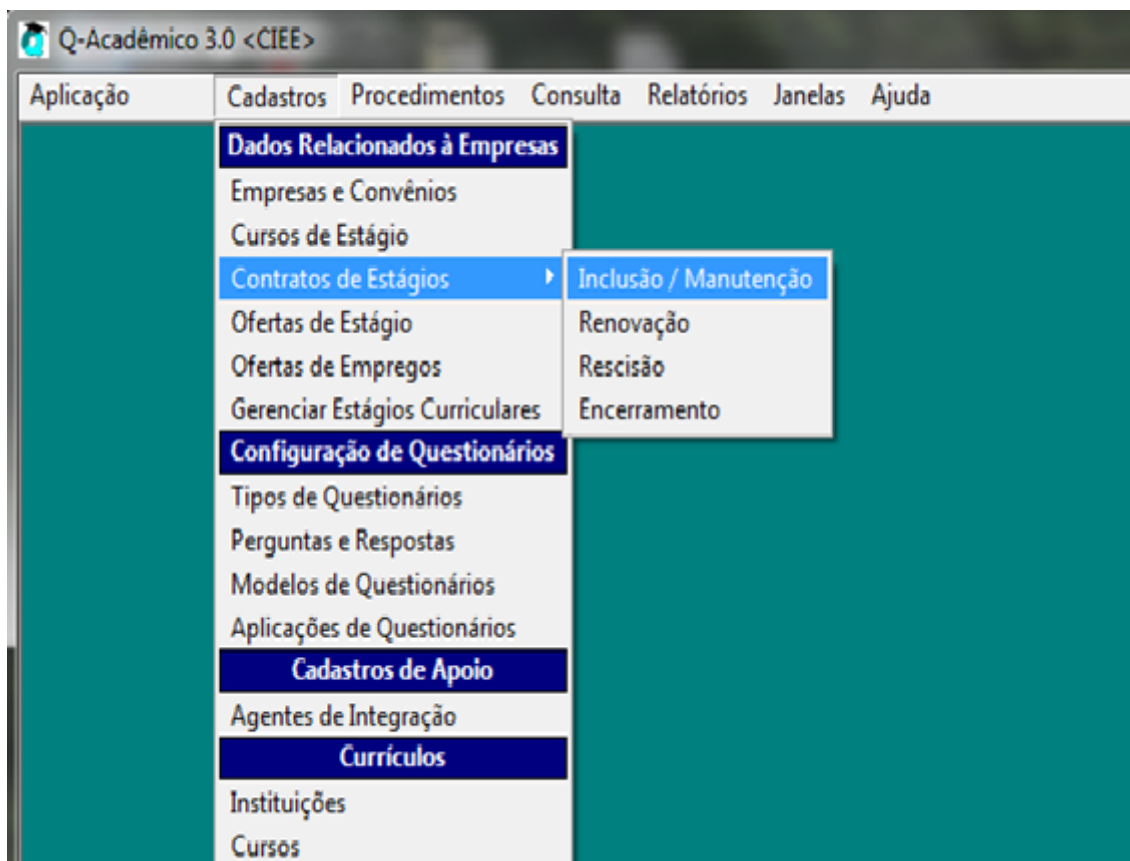 Q-Acadêmico 3.0 <CIEE>
Aplicação Cadastros Procedimentos Consulta Relatórios Janelas Ajuda
Dados Relacionados à Empresas
Empresas e Convênios
Cursos de Estágio
Contratos de Estágios
Ofertas de Estágio
Ofertas de Empregos
Gerenciar Estágios Curriculares
Configuração de Questionários
Tipos de Questionários
Perguntas e Respostas
Modelos de Questionários
Aplicações de Questionários
Cadastros de Apoio
Agentes de Integração
Currículos
Instituições
Cursos
Inclusão / Manutenção
Renovação
Rescisão
Encerramento